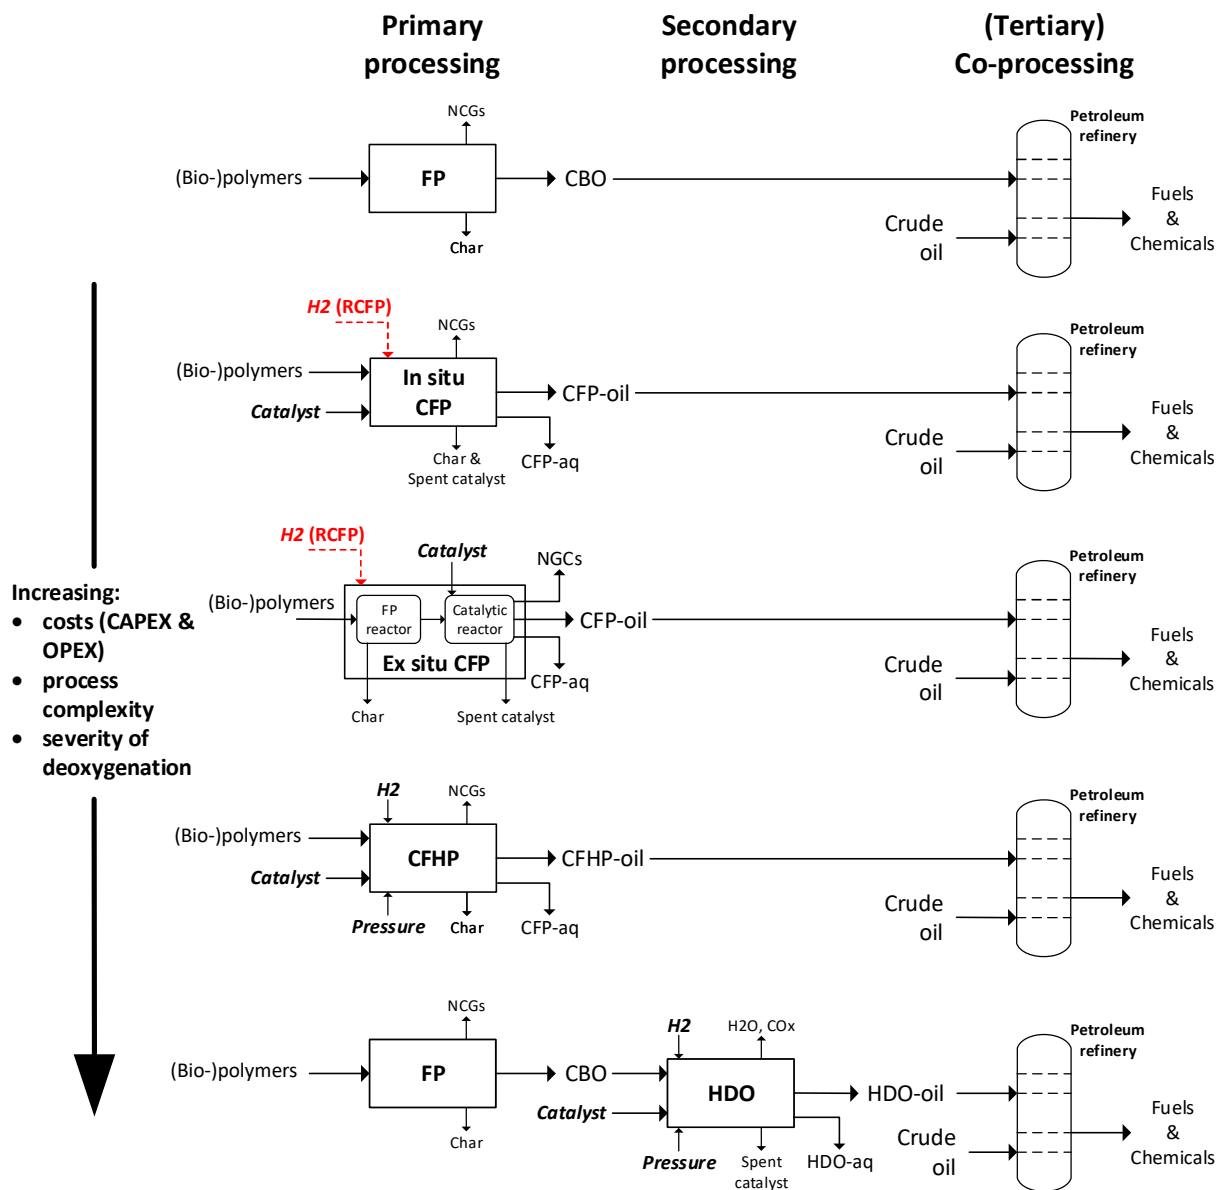 Primary
processing
Secondary
processing
(Tertiary)
Co-processing
NCGs
(Bio-)polymers
FP
CBO
Char
Petroleum
refinery
Crude
oil
Fuels
&
Chemicals
H2 (RCFP)
NCGs
(Bio-)polymers
Catalyst
In situ
CFP
CFP-oil
CFP-aq
Char &
Spent catalyst
Petroleum
refinery
Crude
oil
Fuels
&
Chemicals
H2 (RCFP)
Catalyst
NGCs
(Bio-)polymers
FP
reactor
Catalytic
reactor
Ex situ CFP
CFP-oil
CFP-aq
Char
Spent catalyst
Petroleum
refinery
Crude
oil
Fuels
&
Chemicals
Increasing:
• costs (CAPEX &
OPEX)
• process
complexity
• severity of
deoxygenation
H2
NCGs
(Bio-)polymers
Catalyst
CFHP
CFHP-oil
Pressure
Char
CFP-aq
Petroleum
refinery
Crude
oil
Fuels
&
Chemicals
NCGs
(Bio-)polymers
FP
Char
CBO
Catalyst
H2
H2O, COx
HDO
Pressure
Spent
catalyst
HDO-aq
HDO-oil
Petroleum
refinery
Crude
oil
Fuels
&
Chemicals